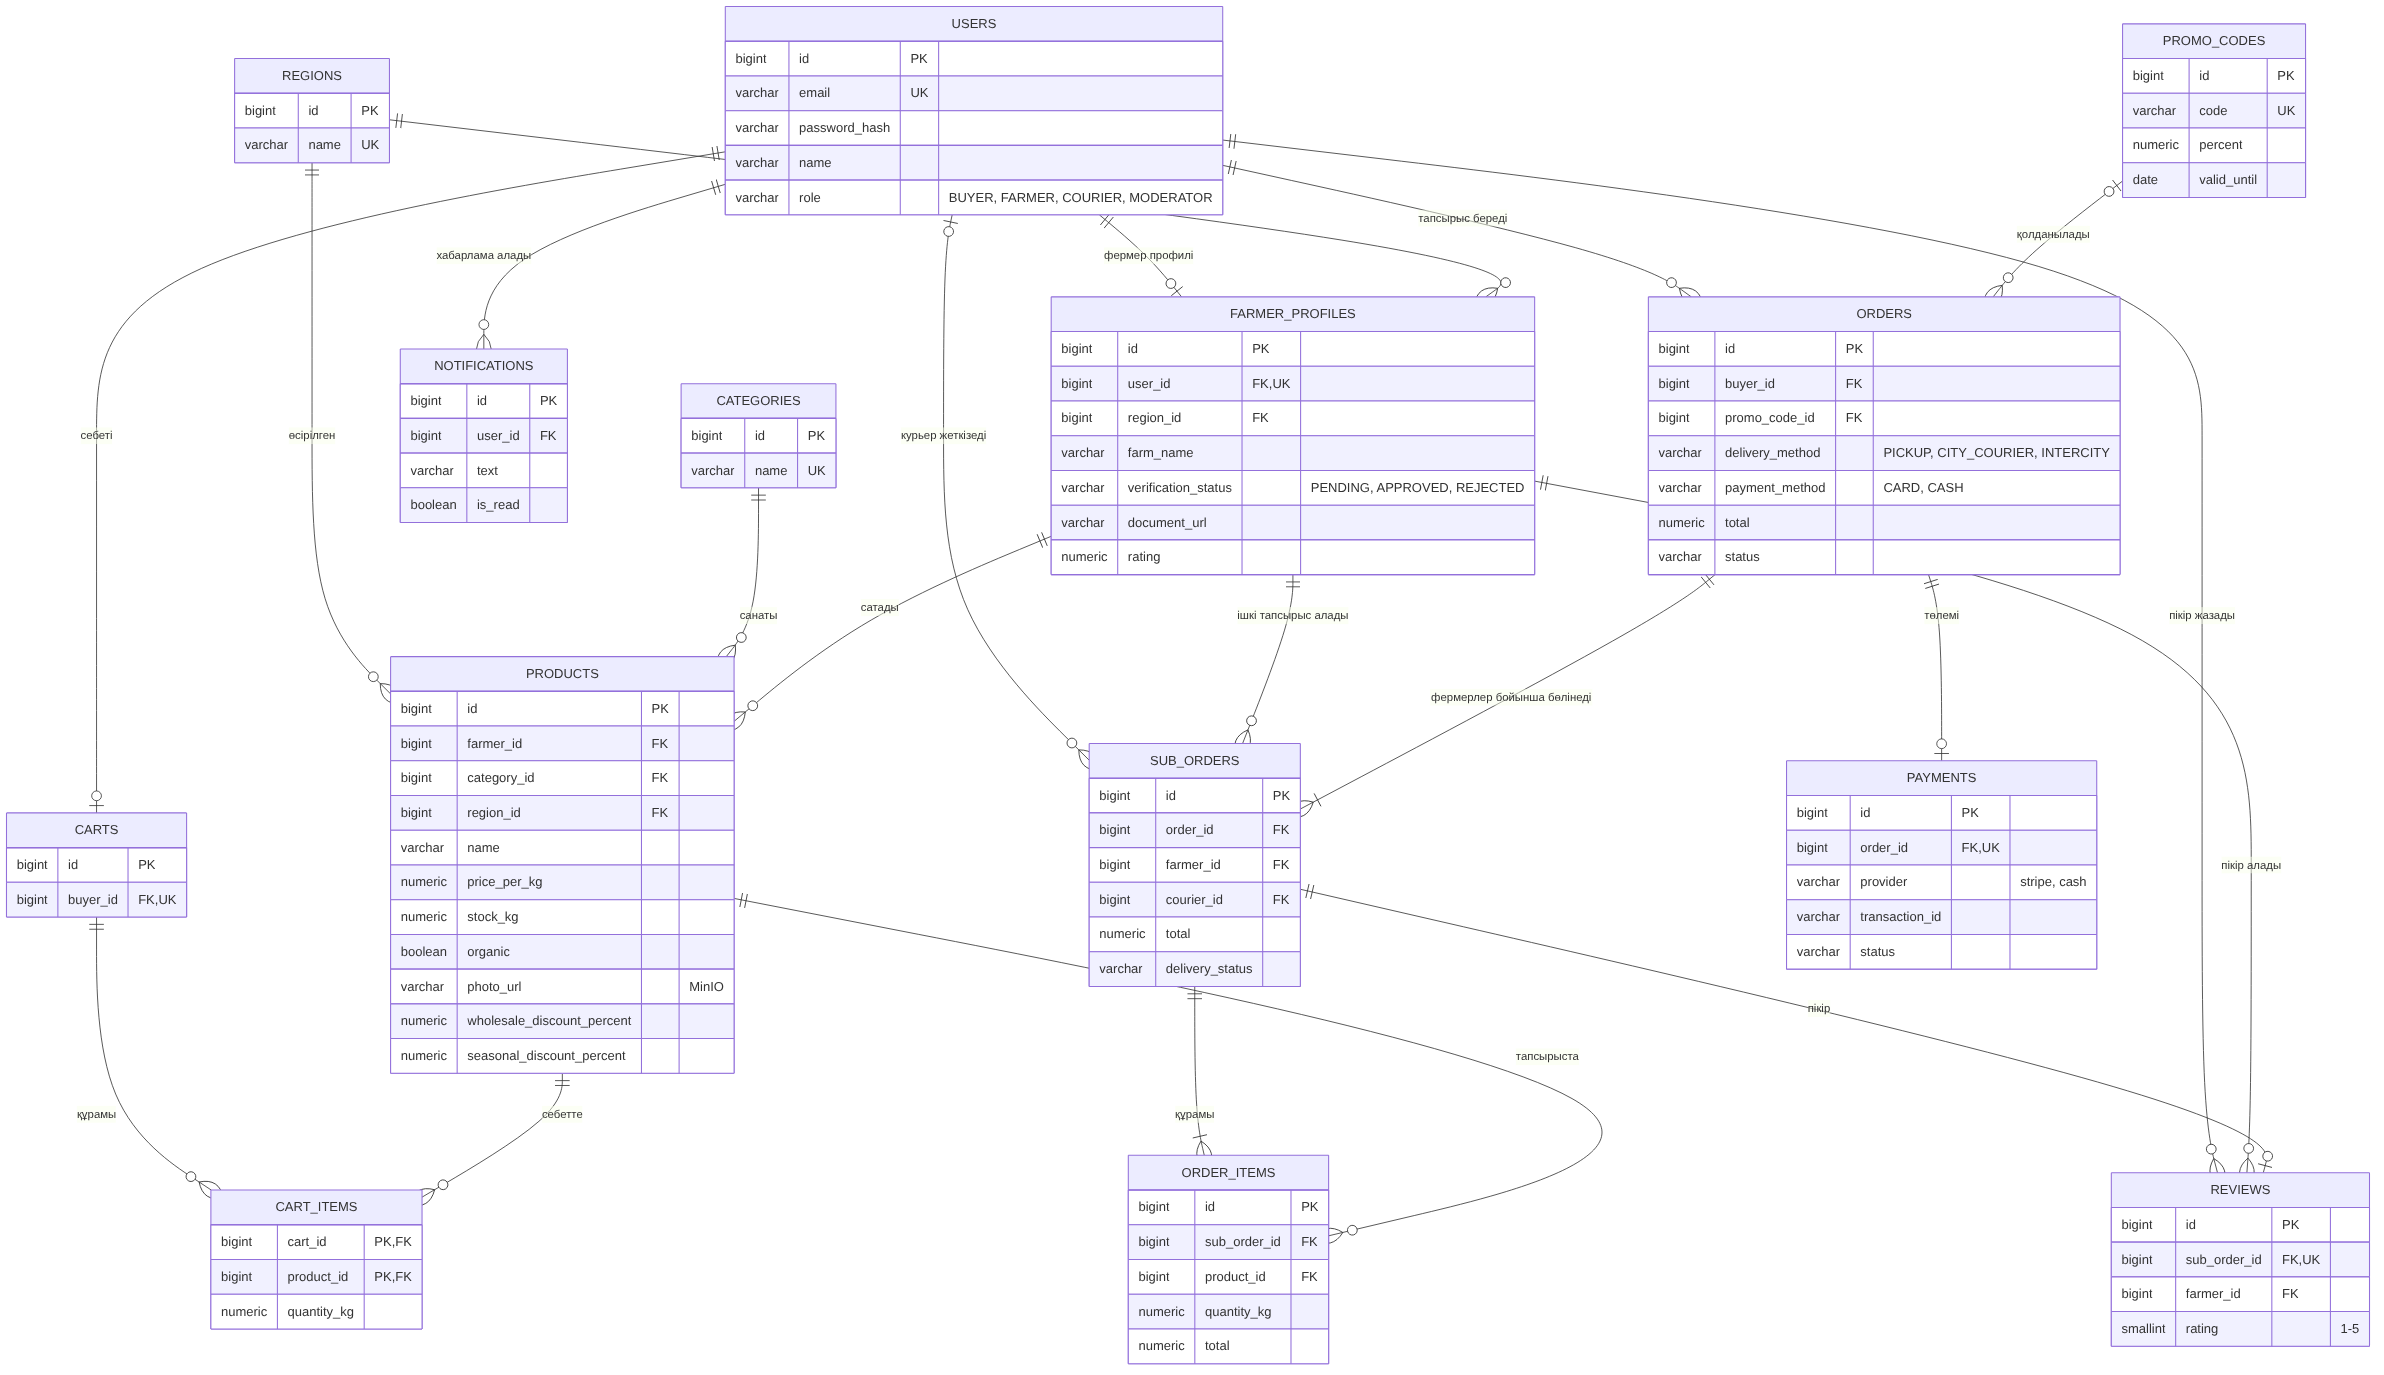 USERS
bigint id PK
varchar email UK
varchar password_hash
varchar name
varchar role BUYER, FARMER, COURIER, MODERATOR
PROMO_CODES
bigint id PK
varchar code UK
numeric percent
date valid_until
REGIONS
bigint id PK
varchar name UK
тапсырыс береді
қолданылады
хабарлама алады
фермер профилі
FARMER_PROFILES
bigint id PK
bigint user_id FK,UK
bigint region_id FK
varchar farm_name
varchar verification_status PENDING, APPROVED, REJECTED
varchar document_url
numeric rating
ORDERS
bigint id PK
bigint buyer_id FK
bigint promo_code_id FK
varchar delivery_method PICKUP, CITY_COURIER, INTERCITY
varchar payment_method CARD, CASH
numeric total
varchar status
NOTIFICATIONS
bigint id PK
bigint user_id FK
varchar text
boolean is_read
CATEGORIES
bigint id PK
varchar name UK
себеті
өсірілген
курьер жеткізеді
сатады
санаты
ішкі тапсырыс алады
төлемі
пікір жазады
фермерлер бойынша бөлінеді
PRODUCTS
bigint id PK
bigint farmer_id FK
bigint category_id FK
bigint region_id FK
varchar name
numeric price_per_kg
numeric stock_kg
boolean organic
varchar photo_url MinIO
numeric wholesale_discount_percent
numeric seasonal_discount_percent
SUB_ORDERS
bigint id PK
bigint order_id FK
bigint farmer_id FK
bigint courier_id FK
numeric total
varchar delivery_status
PAYMENTS
bigint id PK
bigint order_id FK,UK
varchar provider stripe, cash
varchar transaction_id
varchar status
CARTS
bigint id PK
bigint buyer_id FK,UK
пікір алады
пікір
тапсырыста
құрамы
себетте
құрамы
CART_ITEMS
bigint cart_id PK,FK
bigint product_id PK,FK
numeric quantity_kg
ORDER_ITEMS
bigint id PK
bigint sub_order_id FK
bigint product_id FK
numeric quantity_kg
numeric total
REVIEWS
bigint id PK
bigint sub_order_id FK,UK
bigint farmer_id FK
smallint rating 1-5